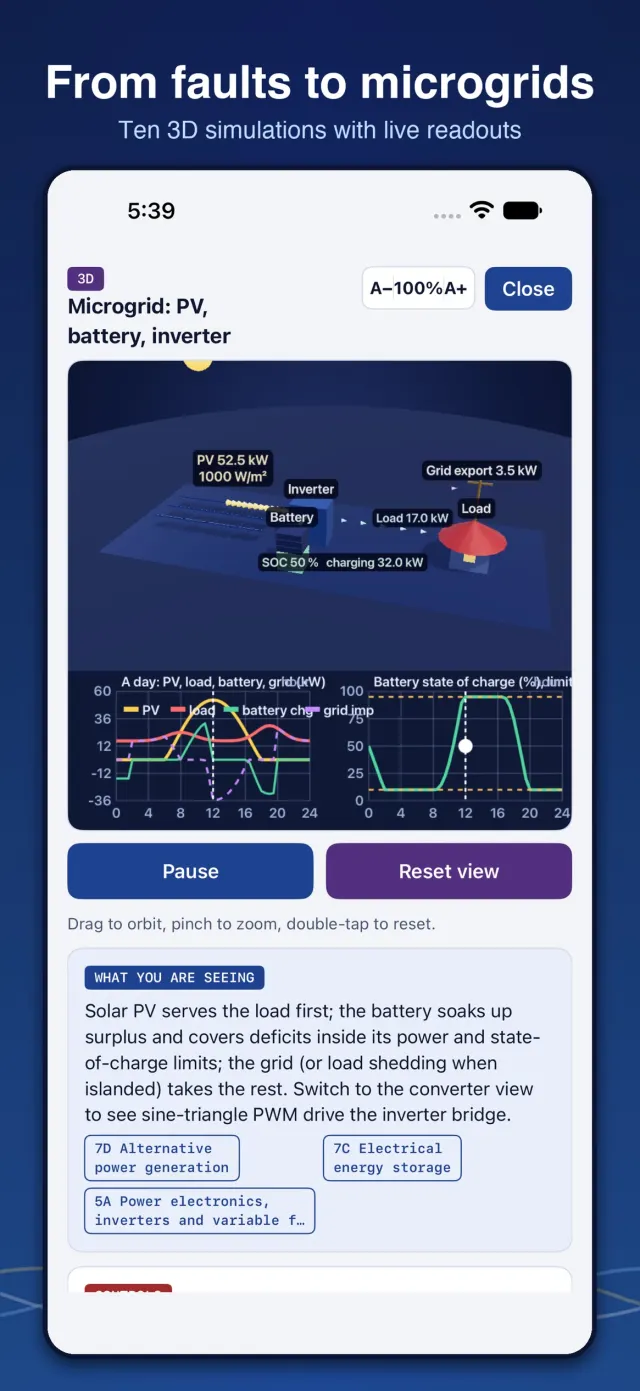 From faults to microgrids
Ten 3D simulations with live readouts
5:39
3D
A−100%A+
Close
Microgrid: PV,
battery, inverter
PV 52.5 kW
1000 W/m²
Grid export 3.5 kW
Inverter
Load
Battery
Load 17.0 kW
SOC 50 % charging 32.0 kW
A day: PV, load, battery, grid (kW)
Battery state of charge (%), limit
60
36
12
-12
-36
PV
load
battery chg
grid imp
0 4 8 12 16 20 24
100
75
50
25
0
0 4 8 12 16 20 24
Pause
Reset view
Drag to orbit, pinch to zoom, double-tap to reset.
WHAT YOU ARE SEEING
Solar PV serves the load first; the battery soaks up
surplus and covers deficits inside its power and state-
of-charge limits; the grid (or load shedding when
islanded) takes the rest. Switch to the converter view
to see sine-triangle PWM drive the inverter bridge.
7D Alternative
power generation
7C Electrical
energy storage
5A Power electronics,
inverters and variable f…